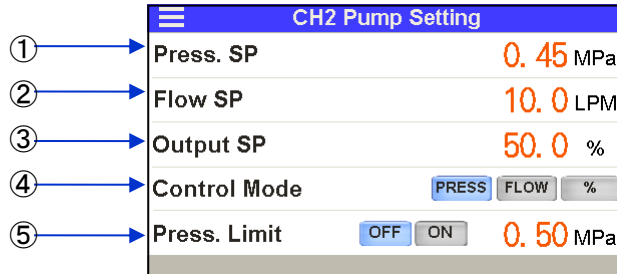 CH2 Pump Setting
① Press. SP 0.45 MPa
② Flow SP 10.0 LPM
③ Output SP 50.0 %
④ Control Mode PRESS FLOW %
⑤ Press. Limit OFF ON 0.50 MPa